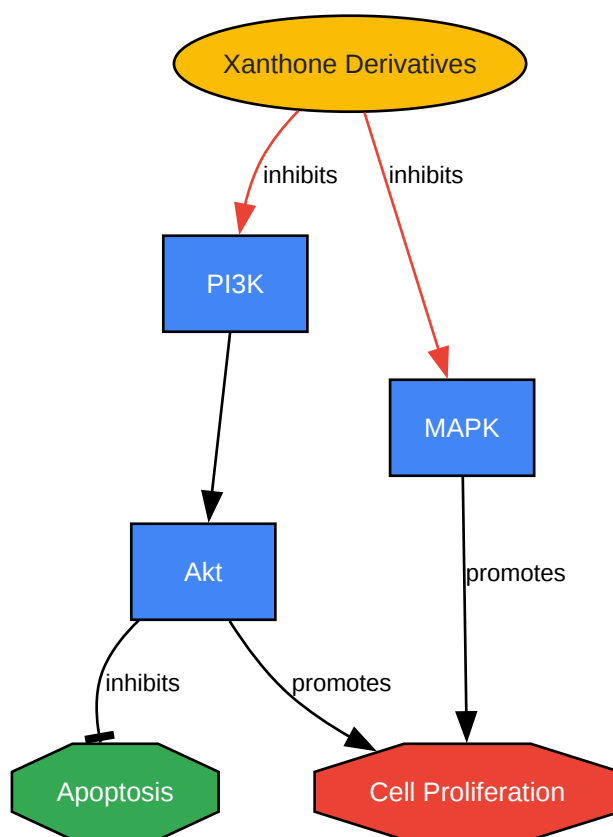 Xanthone Derivatives
inhibits
inhibits
PI3K
MAPK
Akt
promotes
inhibits
promotes
Apoptosis
Cell Proliferation